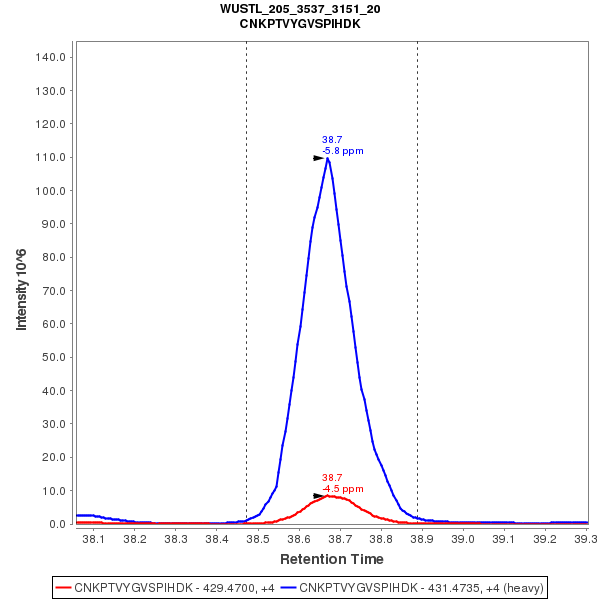 WUSTL_205_3537_3151_20
CNKPTVYGVSPIHDK
140.0
130.0
120.0
110.0
100.0
90.0
80.0
70.0
60.0
50.0
40.0
30.0
20.0
10.0
0.0
Intensity 10^6
38.7
-5.8 ppm
38.7
-4.5 ppm
38.1 38.2 38.3 38.4 38.5 38.6 38.7 38.8 38.9 39.0 39.1 39.2 39.3
Retention Time
CNKPTVYGVSPIHDK - 429.4700, +4 CNKPTVYGVSPIHDK - 431.4735, +4 (heavy)